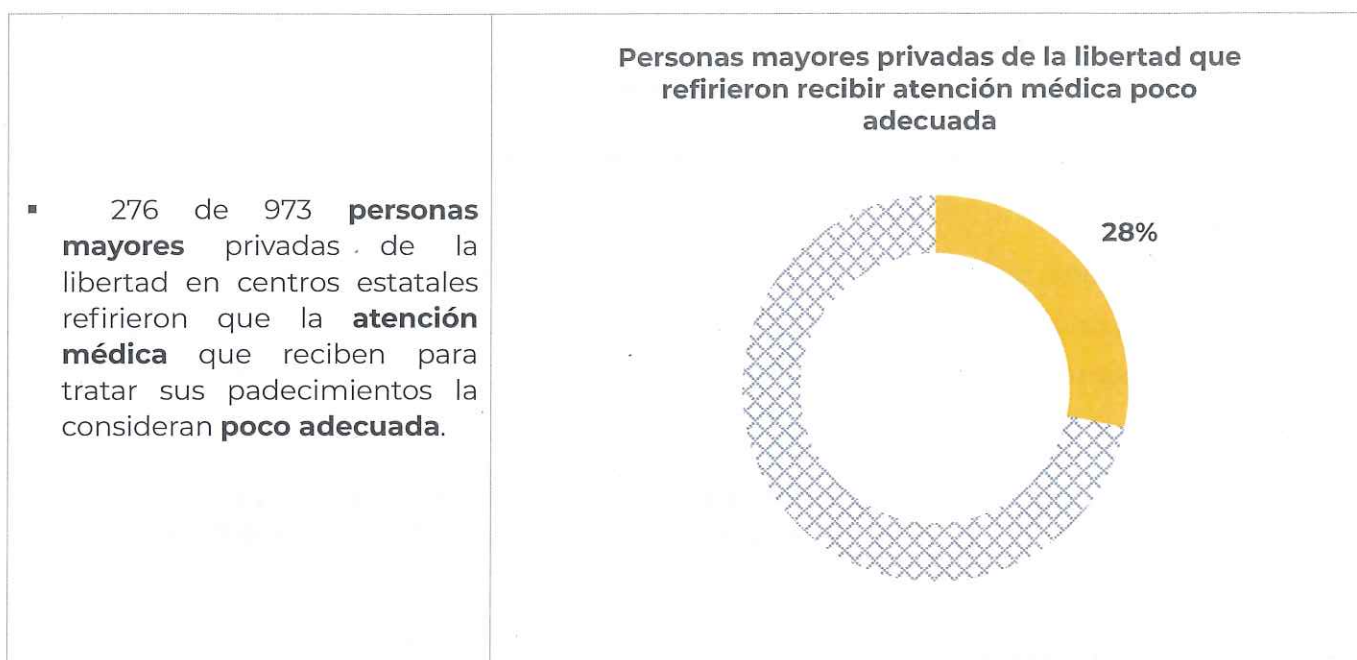 ▪ 276 de 973 personas
mayores privadas de la
libertad en centros estatales
refirieron que la atención
médica que reciben para
tratar sus padecimientos la
consideran poco adecuada.
Personas mayores privadas de la libertad que
refirieron recibir atención médica poco
adecuada
28%